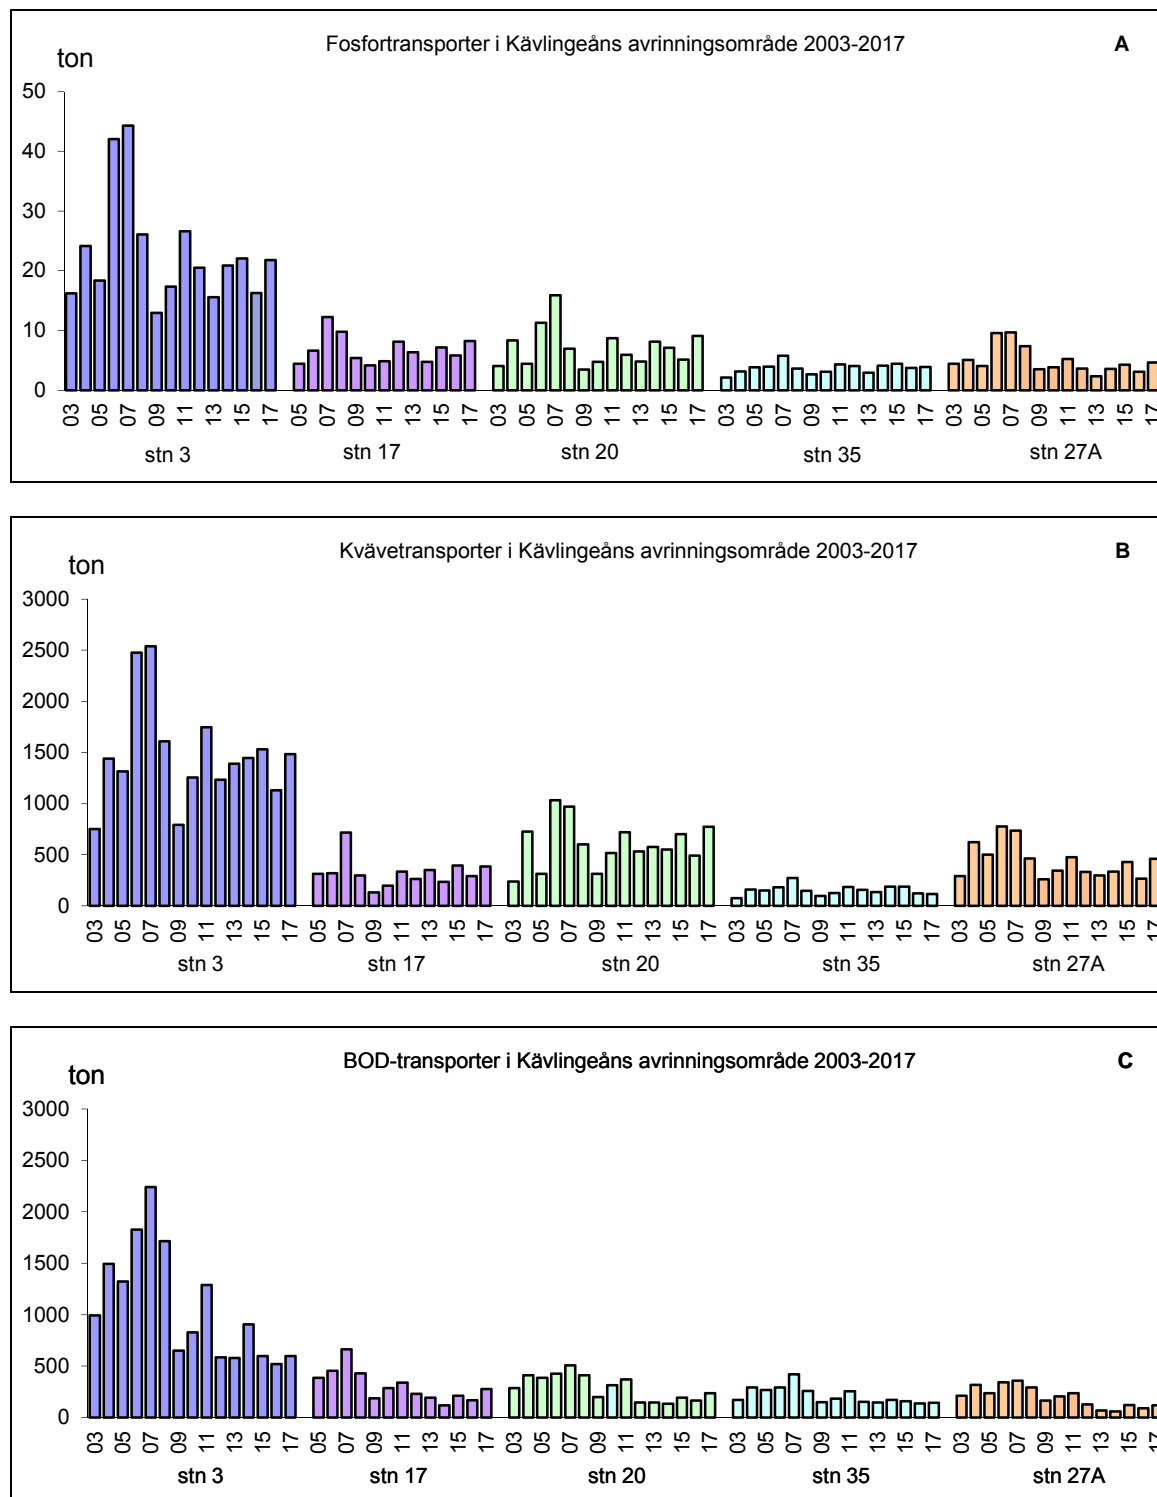 Fosfortransporter i Kävlingeåns avrinningsområde 2003-2017 A
ton
50
40
30
20
10
0
03 05 07 09 11 13 15 17 05 07 09 11 13 15 17 03 05 07 09 11 13 15 17 03 05 07 09 11 13 15 17 03 05 07 09 11 13 15 17
stn 3 stn 17 stn 20 stn 35 stn 27A
Kvävetransporter i Kävlingeåns avrinningsområde 2003-2017 B
ton
3000
2500
2000
1500
1000
500
0
03 05 07 09 11 13 15 17 05 07 09 11 13 15 17 03 05 07 09 11 13 15 17 03 05 07 09 11 13 15 17 03 05 07 09 11 13 15 17
stn 3 stn 17 stn 20 stn 35 stn 27A
BOD-transporter i Kävlingeåns avrinningsområde 2003-2017 C
ton
3000
2500
2000
1500
1000
500
0
03 05 07 09 11 13 15 17 05 07 09 11 13 15 17 03 05 07 09 11 13 15 17 03 05 07 09 11 13 15 17 03 05 07 09 11 13 15 17
stn 3 stn 17 stn 20 stn 35 stn 27A